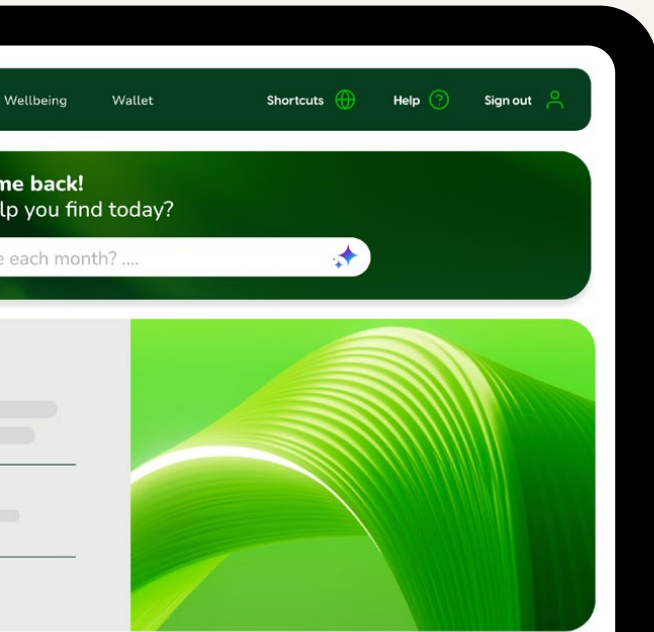 Wellbeing Wallet Shortcuts Help Sign out
me back!
lp you find today?
e each month? ....